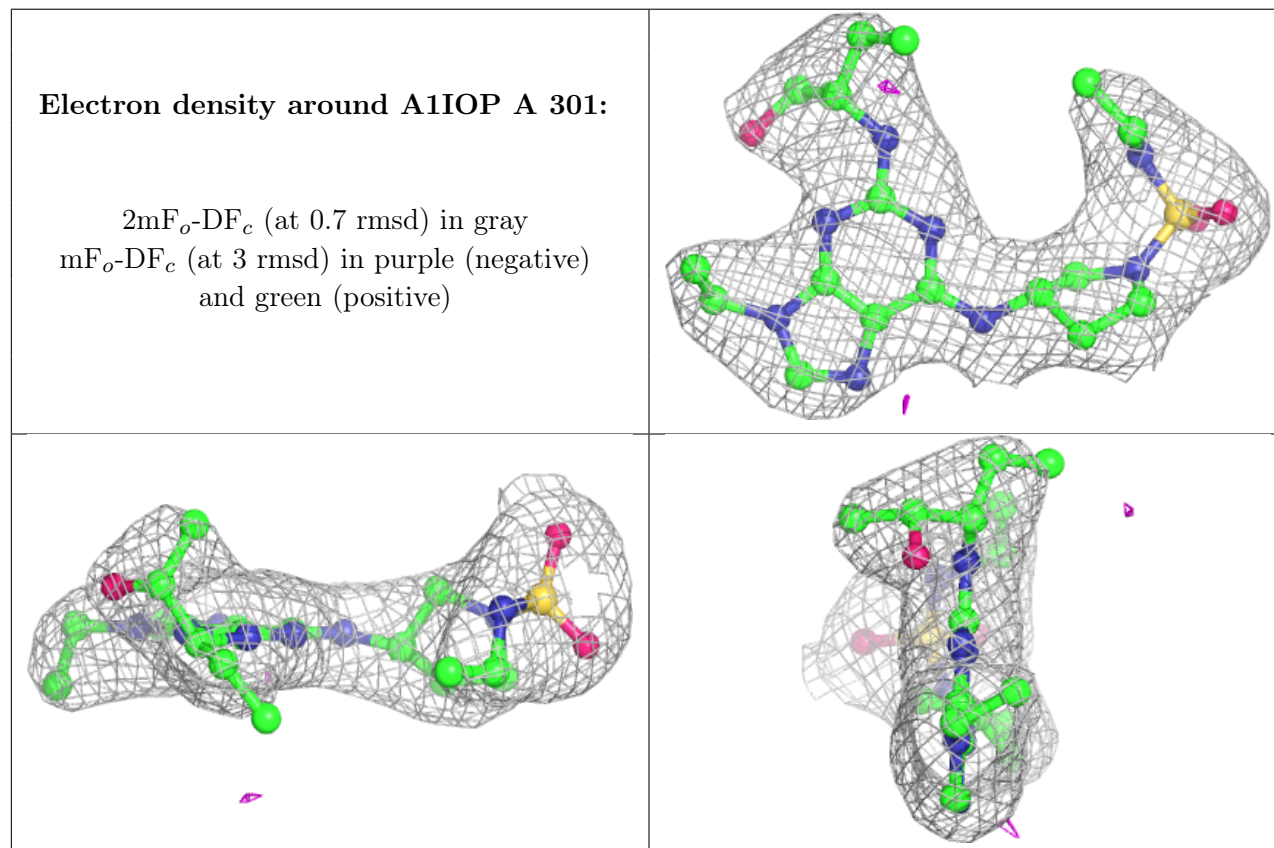 Electron density around A1IOP A 301:
2mFo-DFc (at 0.7 rmsd) in gray
mFo-DFc (at 3 rmsd) in purple (negative)
and green (positive)